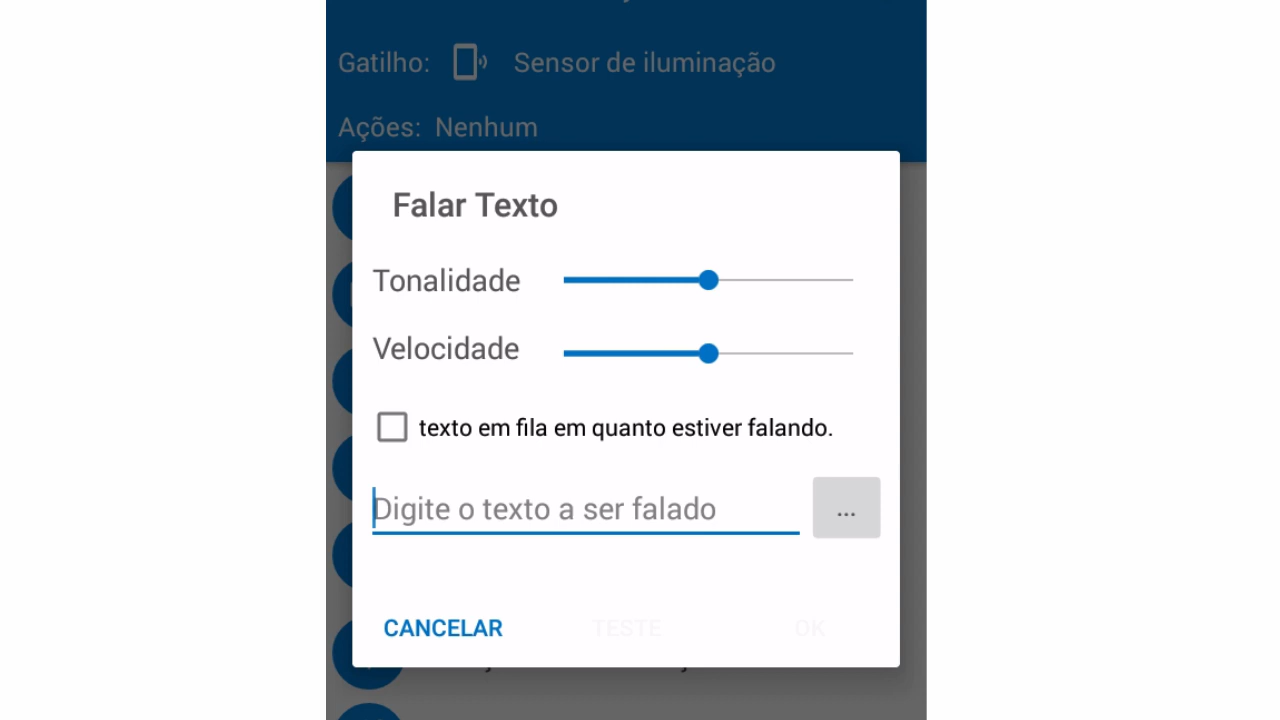 Gatilho: Sensor de iluminação
Ações: Nenhum
Falar Texto
Tonalidade
Velocidade
texto em fila em quanto estiver falando.
Digite o texto a ser falado
...
CANCELAR TESTE OK